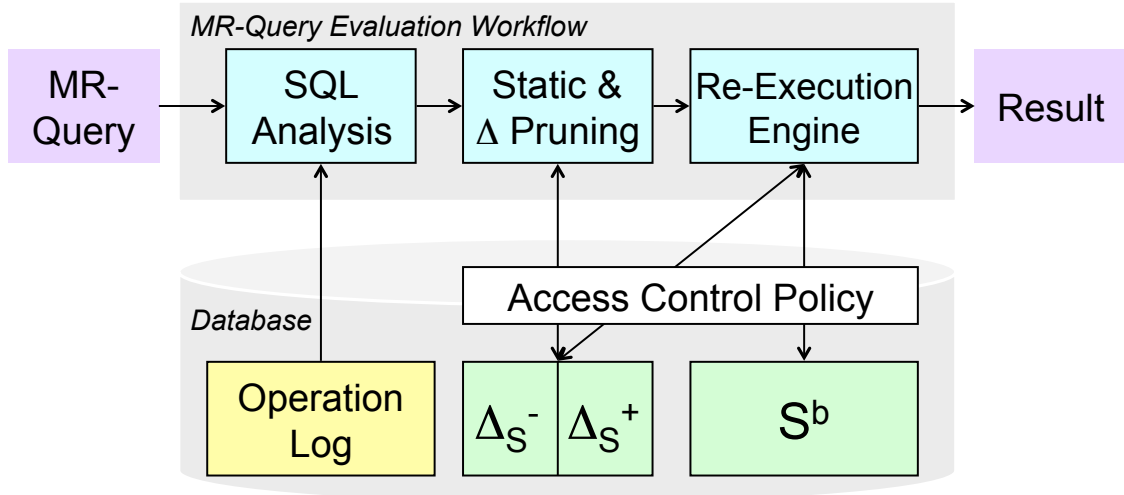 MR-Query Evaluation Workflow
MR-
Query
SQL
Analysis
Static &
Δ Pruning
Re-Execution
Engine
Result
Access Control Policy
Database
Operation
Log
ΔS-
ΔS+
Sb